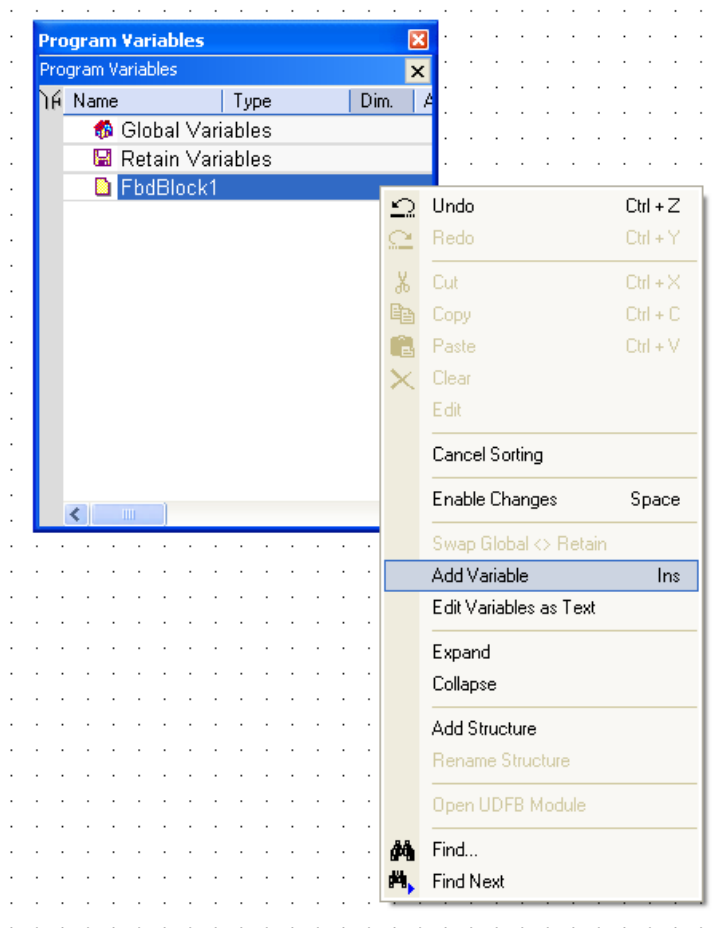 Program Variables
Program Variables
Name Type Dim.
Global Variables
Retain Variables
FbdBlock1
Undo Ctrl + Z
Redo Ctrl + Y
Cut Ctrl + X
Copy Ctrl + C
Paste Ctrl + V
Clear
Edit
Cancel Sorting
Enable Changes Space
Swap Global <> Retain
Add Variable Ins
Edit Variables as Text
Expand
Collapse
Add Structure
Rename Structure
Open UDFB Module
Find...
Find Next